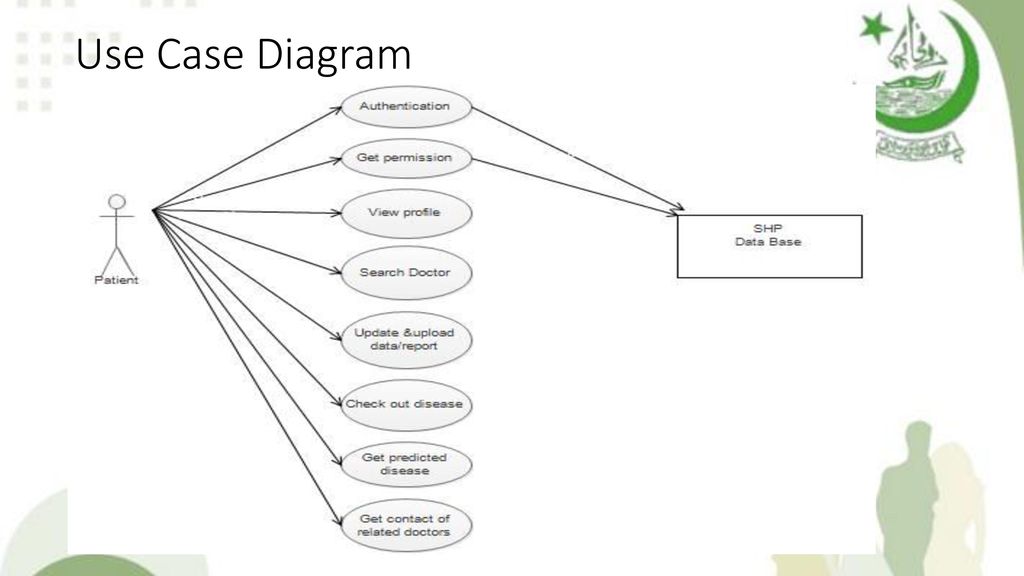 Use Case Diagram
Authentication
Get permission
View profile
Search Doctor
Update &upload
data/report
Check out disease
Get predicted
disease
Get contact of
related doctors
Patient
SHP
Data Base